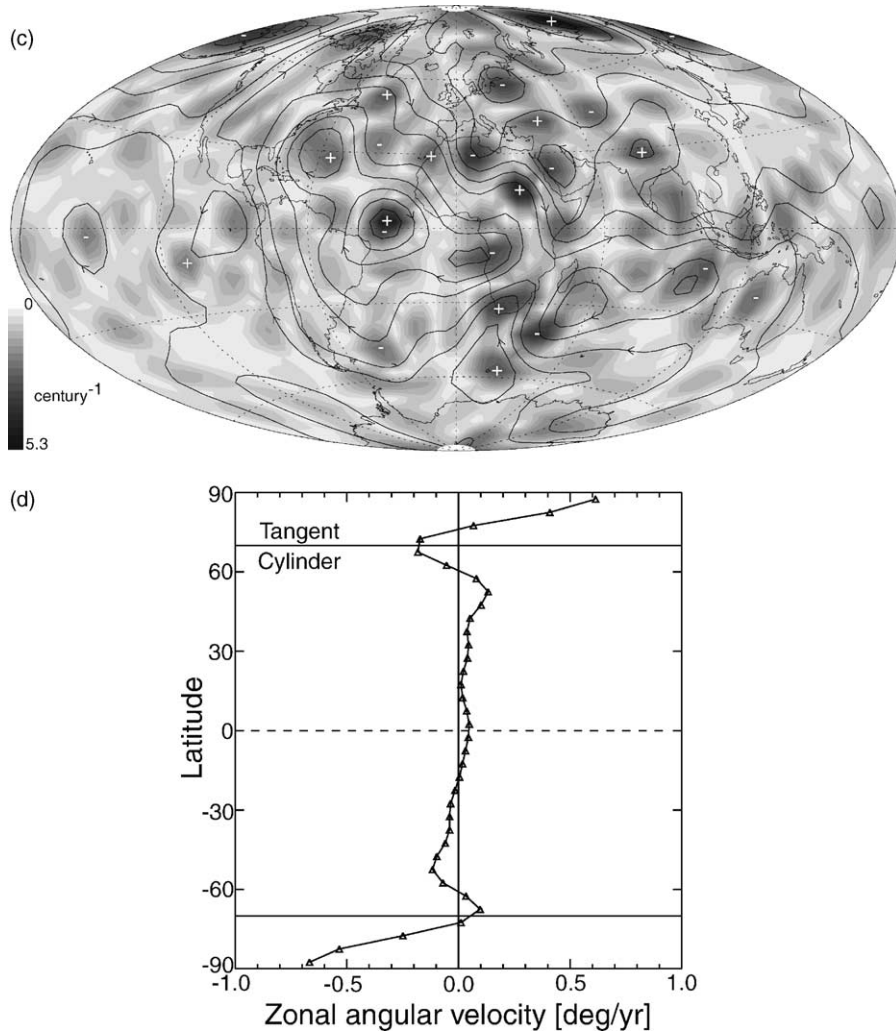 (c)
0
century-1
5.3
(d)
90
Tangent
Cylinder
60
30
Latitude
0
-30
-60
-90
-1.0 -0.5 0.0 0.5 1.0
Zonal angular velocity [deg/yr]